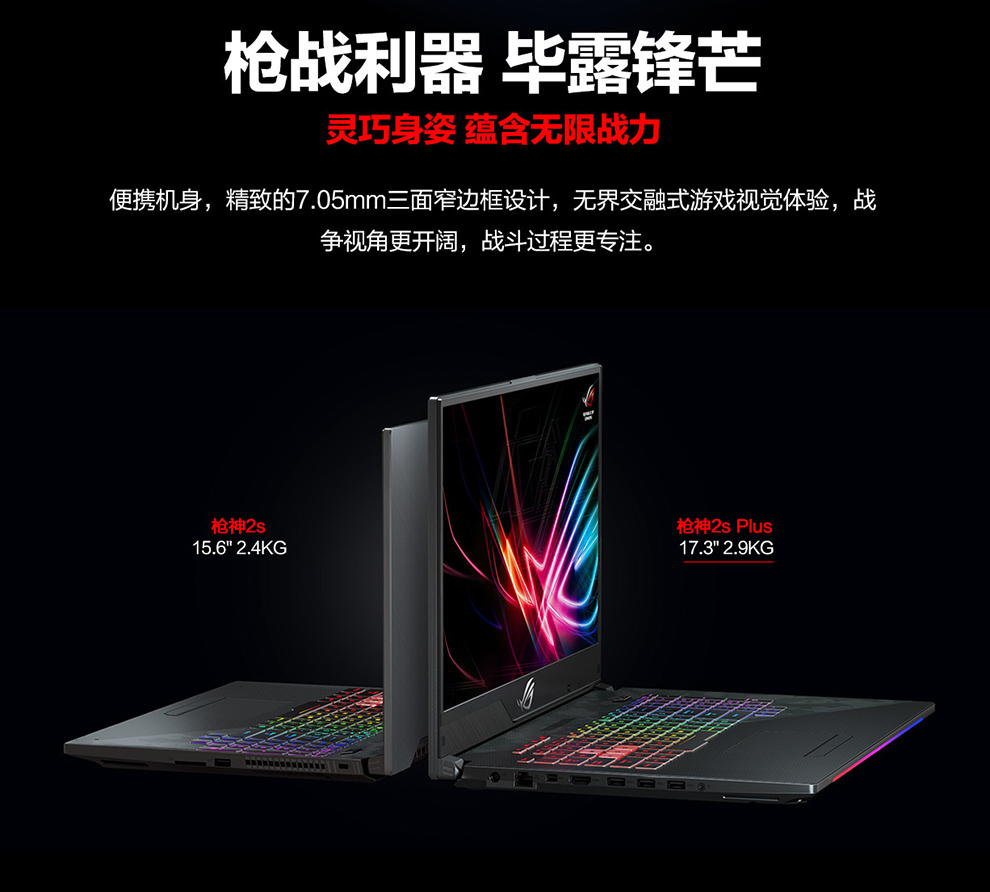 枪战利器 毕露锋芒
灵巧身姿 蕴含无限战力
便携机身，精致的7.05mm三面窄边框设计，无界交融式游戏视觉体验，战
争视角更开阔，战斗过程更专注。
枪神2s
15.6" 2.4KG
枪神2s Plus
17.3" 2.9KG